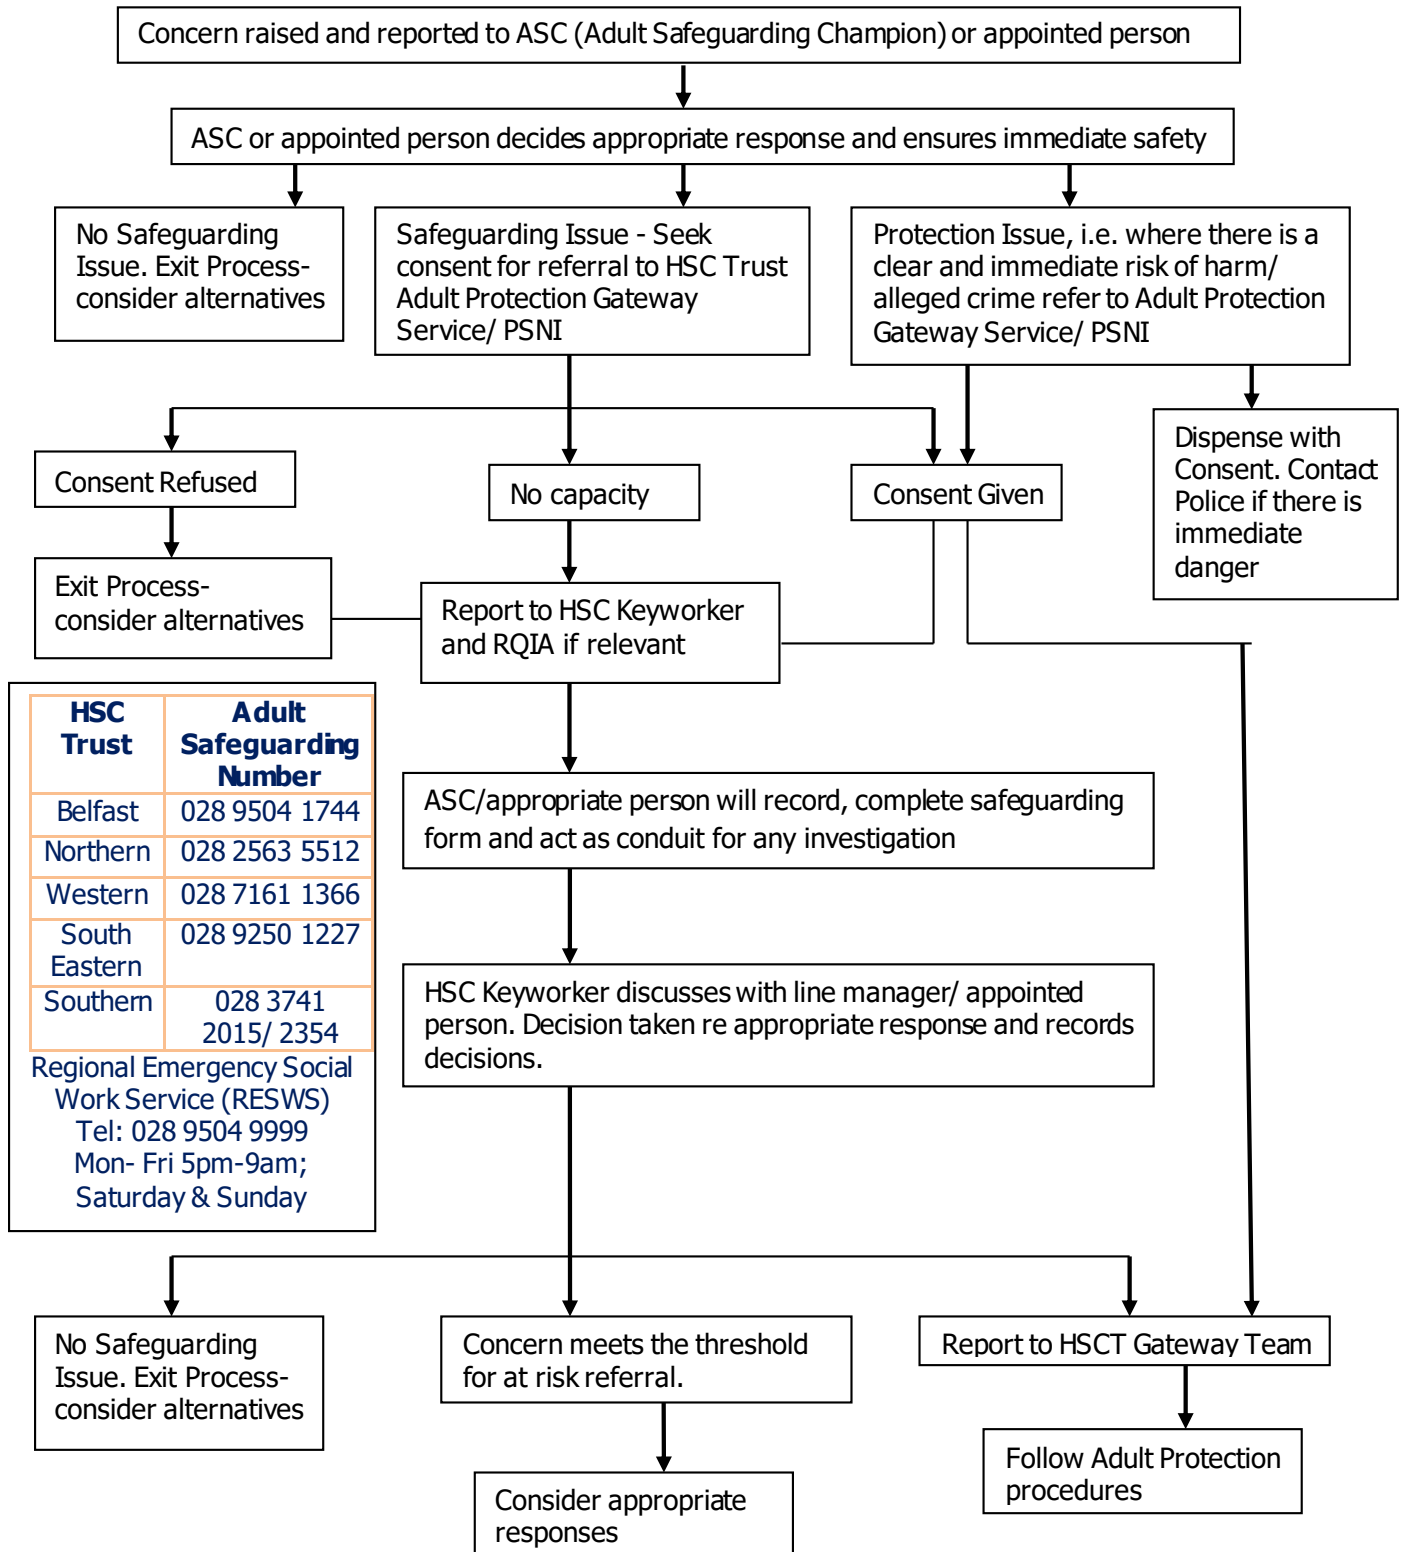 Concern raised and reported to ASC (Adult Safeguarding Champion) or appointed person
ASC or appointed person decides appropriate response and ensures immediate safety
No Safeguarding
Issue. Exit Process-
consider alternatives
Safeguarding Issue - Seek
consent for referral to HSC Trust
Adult Protection Gateway
Service/ PSNI
Protection Issue, i.e. where there is a
clear and immediate risk of harm/
alleged crime refer to Adult Protection
Gateway Service/ PSNI
Consent Refused
No capacity
Consent Given
Dispense with
Consent. Contact
Police if there is
immediate
danger
Exit Process-
consider alternatives
Report to HSC Keyworker
and RQIA if relevant
HSC
Trust
Adult
Safeguarding
Number
Belfast
028 9504 1744
Northern
028 2563 5512
Western
028 7161 1366
South
Eastern
028 9250 1227
Southern
028 3741
2015/ 2354
Regional Emergency Social
Work Service (RESWS)
Tel: 028 9504 9999
Mon- Fri 5pm-9am;
Saturday & Sunday
ASC/appropriate person will record, complete safeguarding
form and act as conduit for any investigation
HSC Keyworker discusses with line manager/ appointed
person. Decision taken re appropriate response and records
decisions.
No Safeguarding
Issue. Exit Process-
consider alternatives
Concern meets the threshold
for at risk referral.
Report to HSCT Gateway Team
Consider appropriate
responses
Follow Adult Protection
procedures